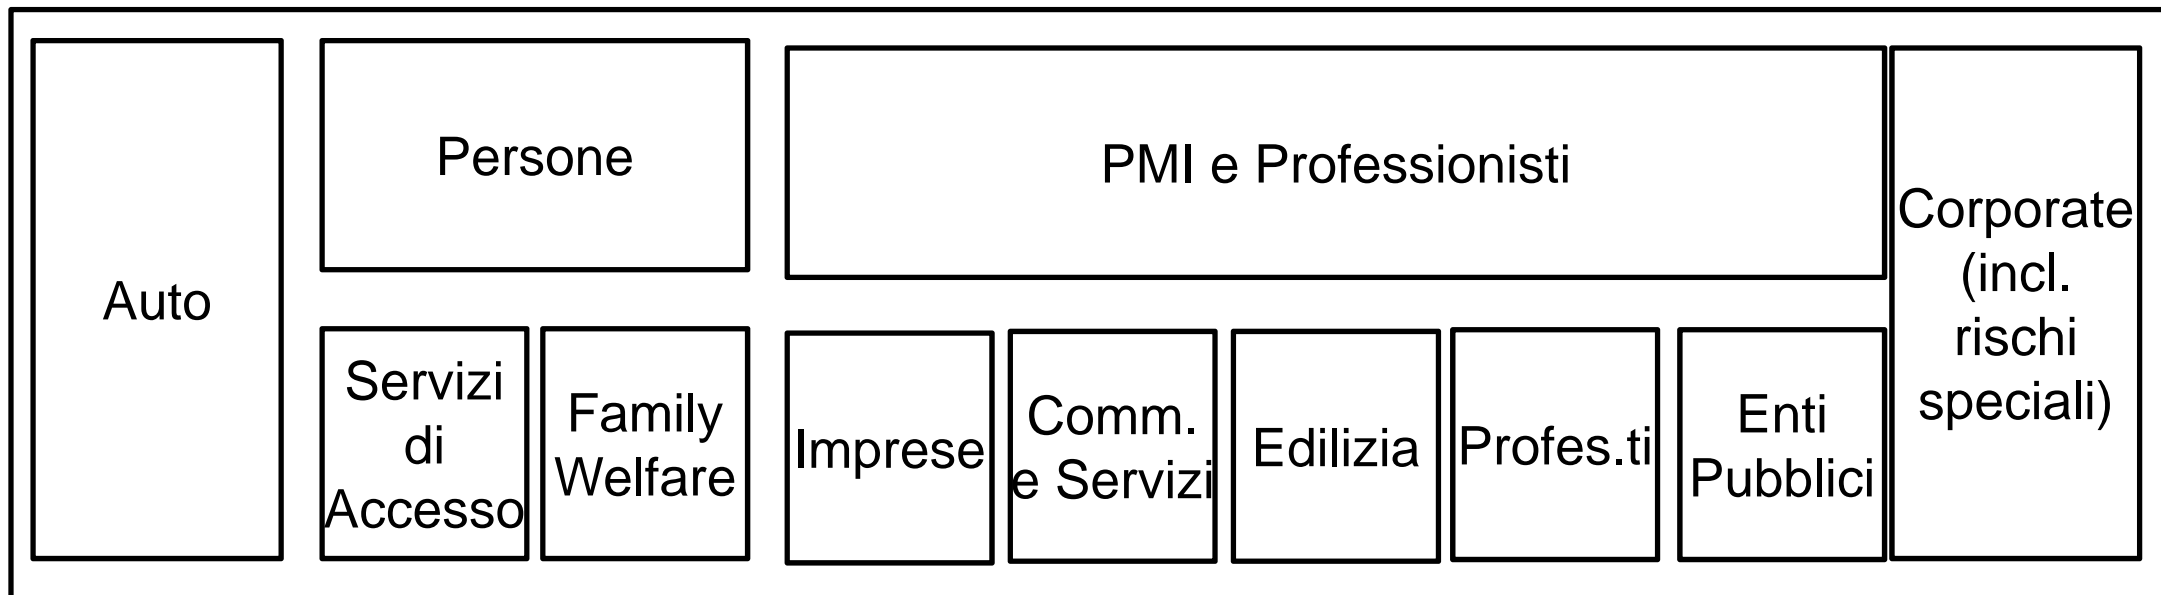 Auto
Persone
PMI e Professionisti
Corporate
(incl.
rischi
speciali)
Servizi
di
Accesso
Family
Welfare
Imprese
Comm.
e Servizi
Edilizia
Profes.ti
Enti
Pubblici